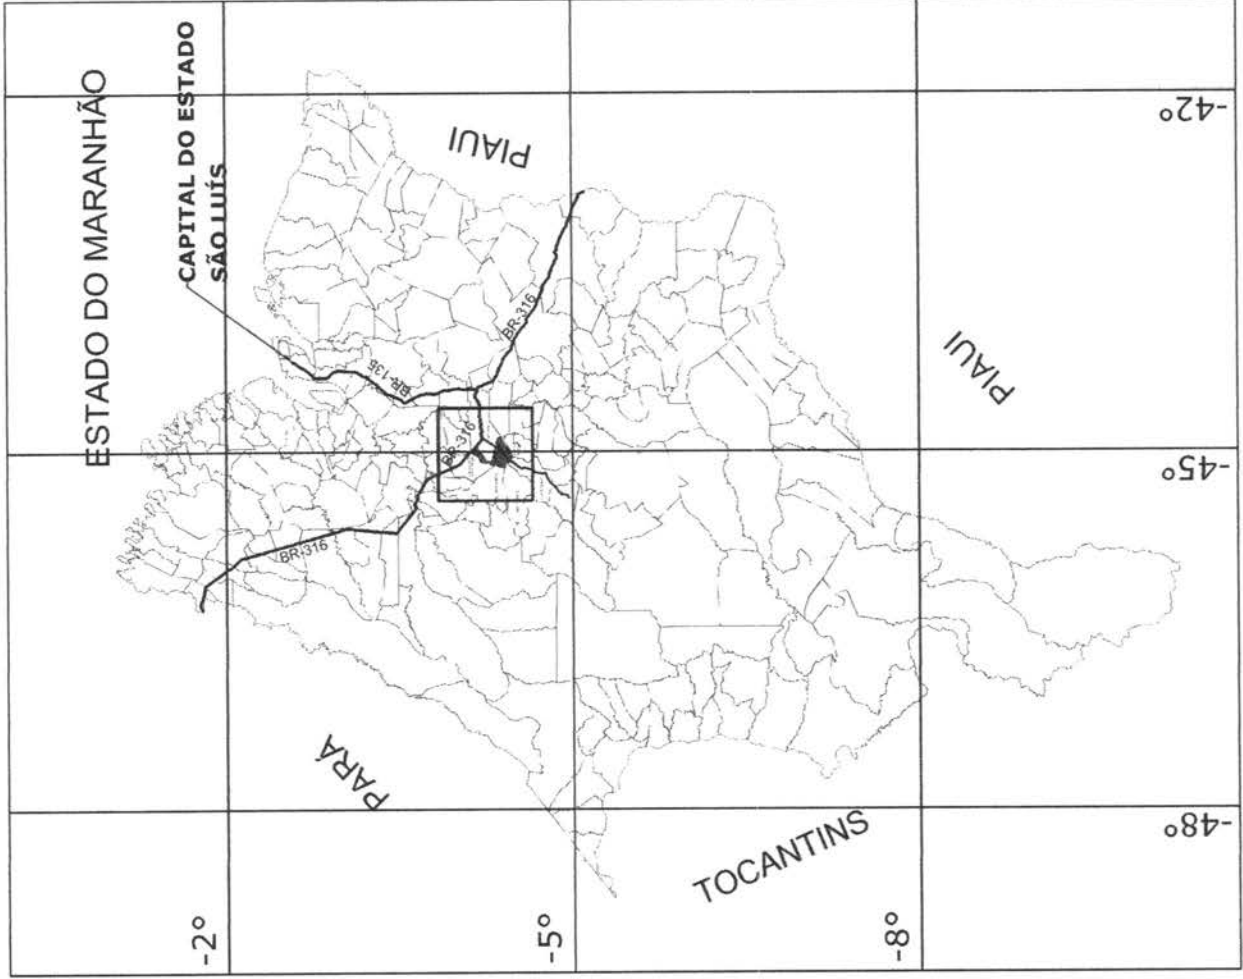 ESTADO DO MARANHÃO
CAPITAL DO ESTADO
SÃO LUÍS
PIAUI
BR-316
BR-135
BR-316
BR-316
PIAUI
PARÁ
TOCANTINS
-2°
-5°
-8°
-42°
-45°
-48°